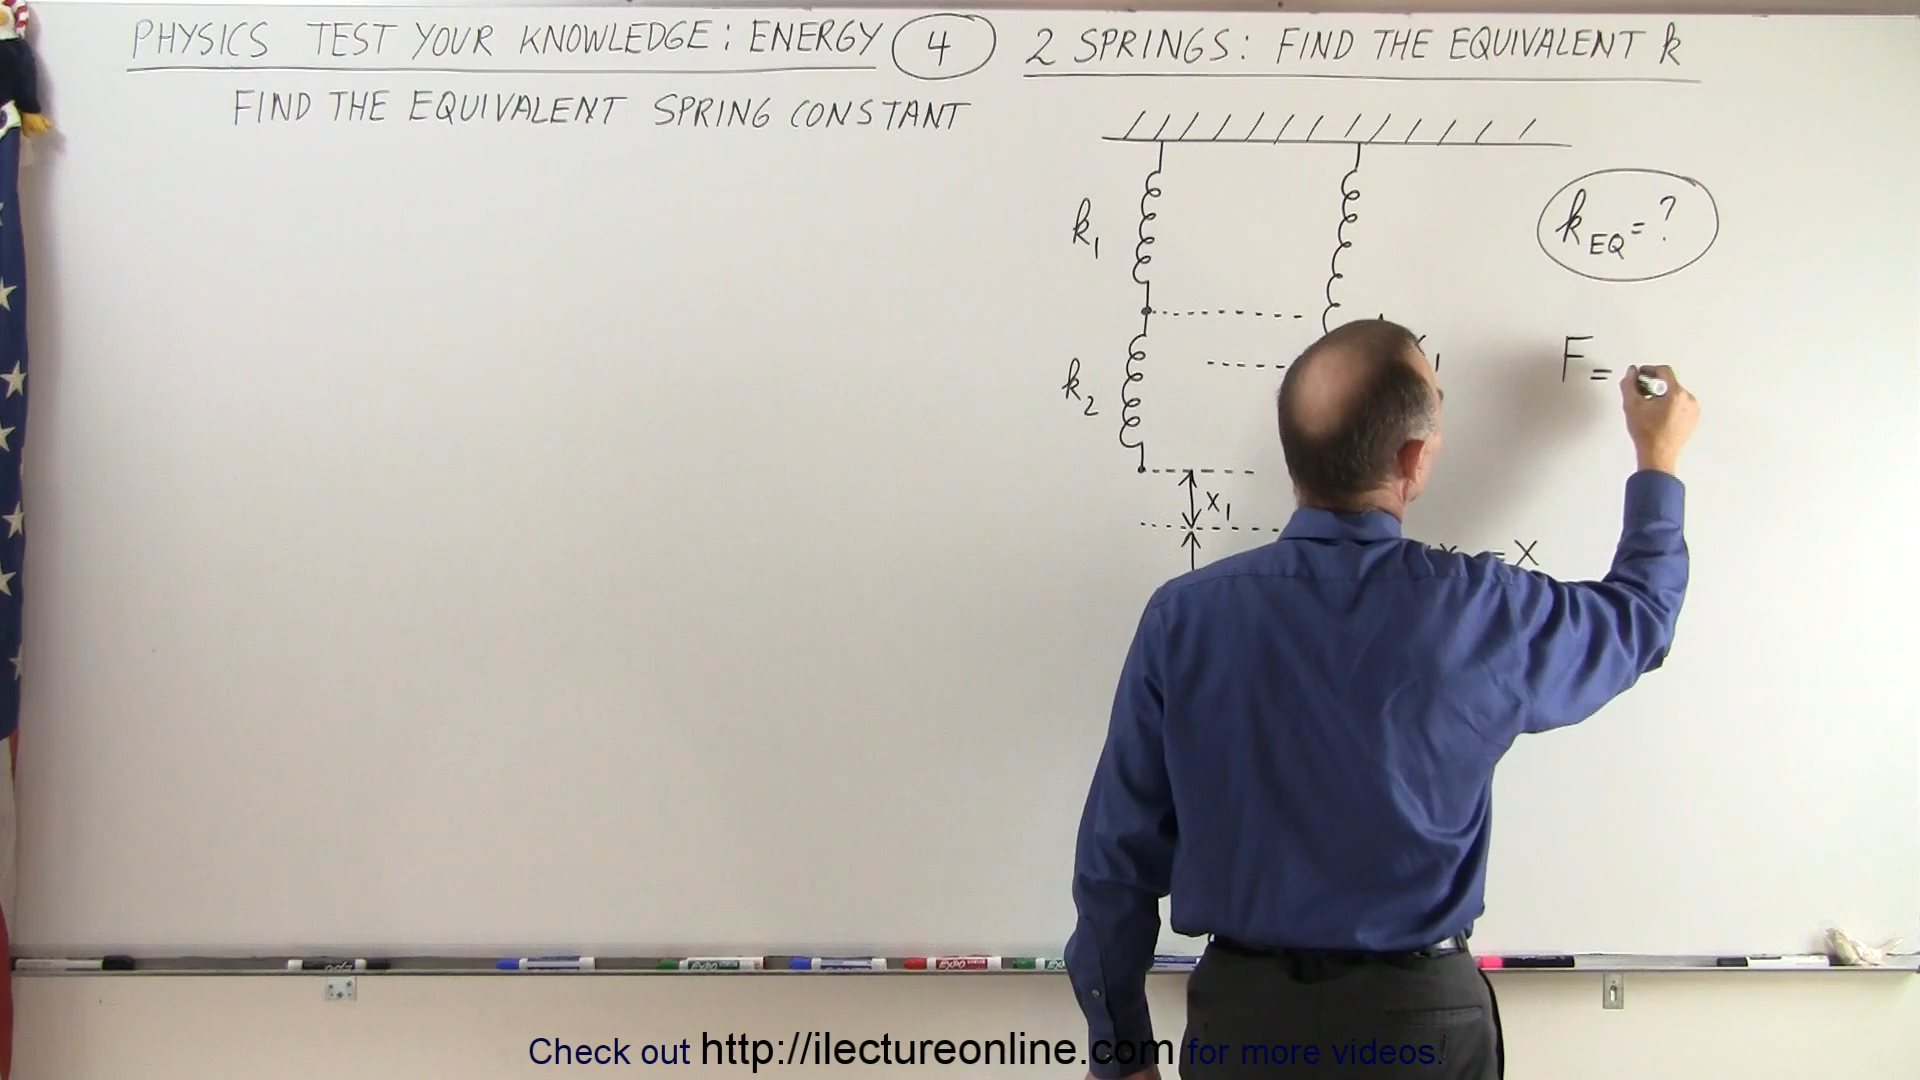 PHYSICS TEST YOUR KNOWLEDGE: ENERGY 4 2 SPRINGS: FIND THE EQUIVALENT k
FIND THE EQUIVALENT SPRING CONSTANT
k1
kEQ = ?
F =
k2
x1
= x
Check out http://ilectureonline.com for more videos.